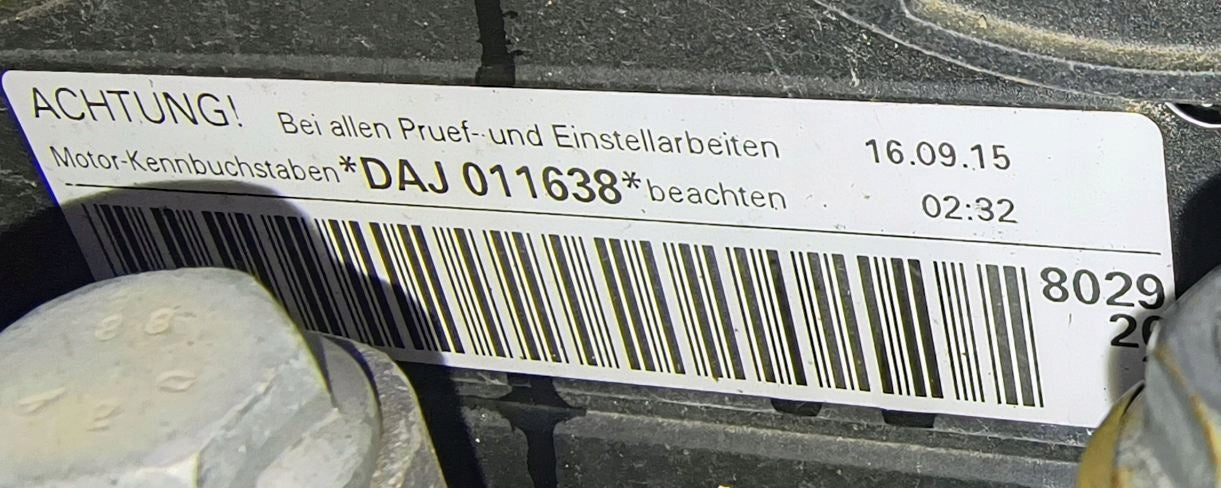 ACHTUNG! Bei allen Pruef- und Einstellarbeiten 16.09.15
Motor-Kennbuchstaben *DAJ 011638* beachten 02:32
8029